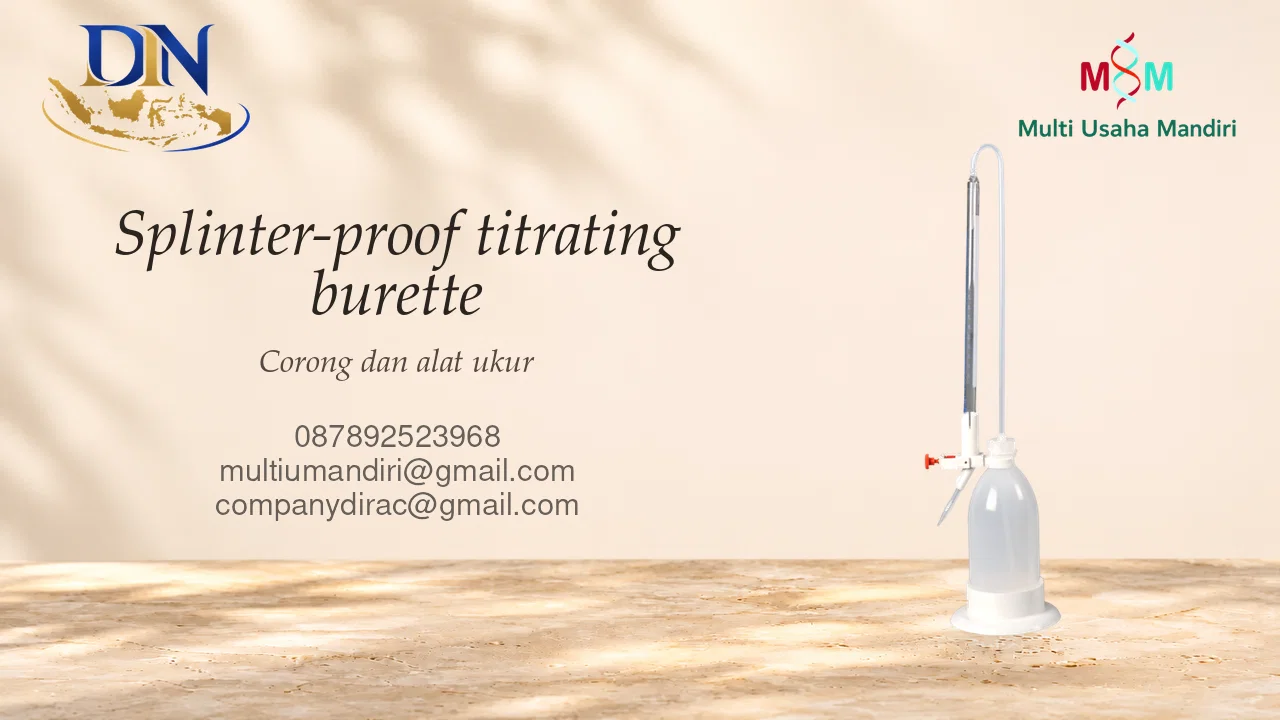 DN
MM
Multi Usaha Mandiri
Splinter-proof titrating
burette
Corong dan alat ukur
087892523968
multiumandiri@gmail.com
companydirac@gmail.com